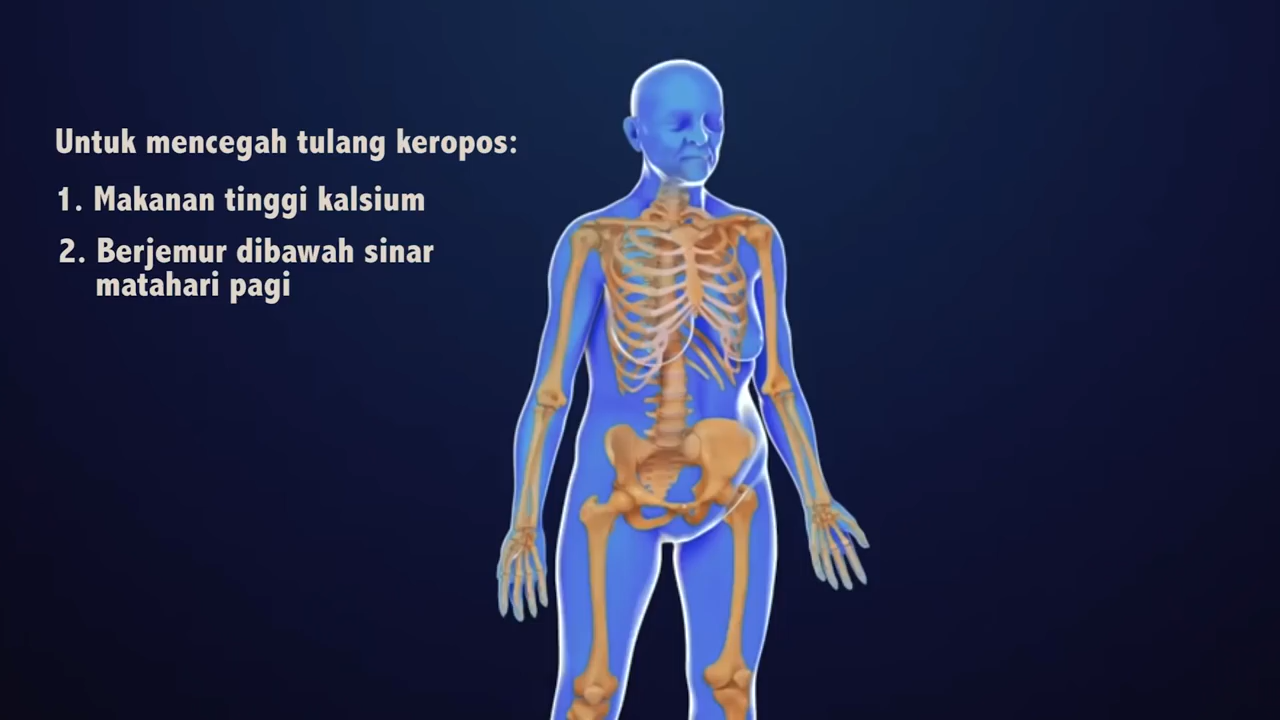 Untuk mencegah tulang keropos:
1. Makanan tinggi kalsium
2. Berjemur dibawah sinar
matahari pagi